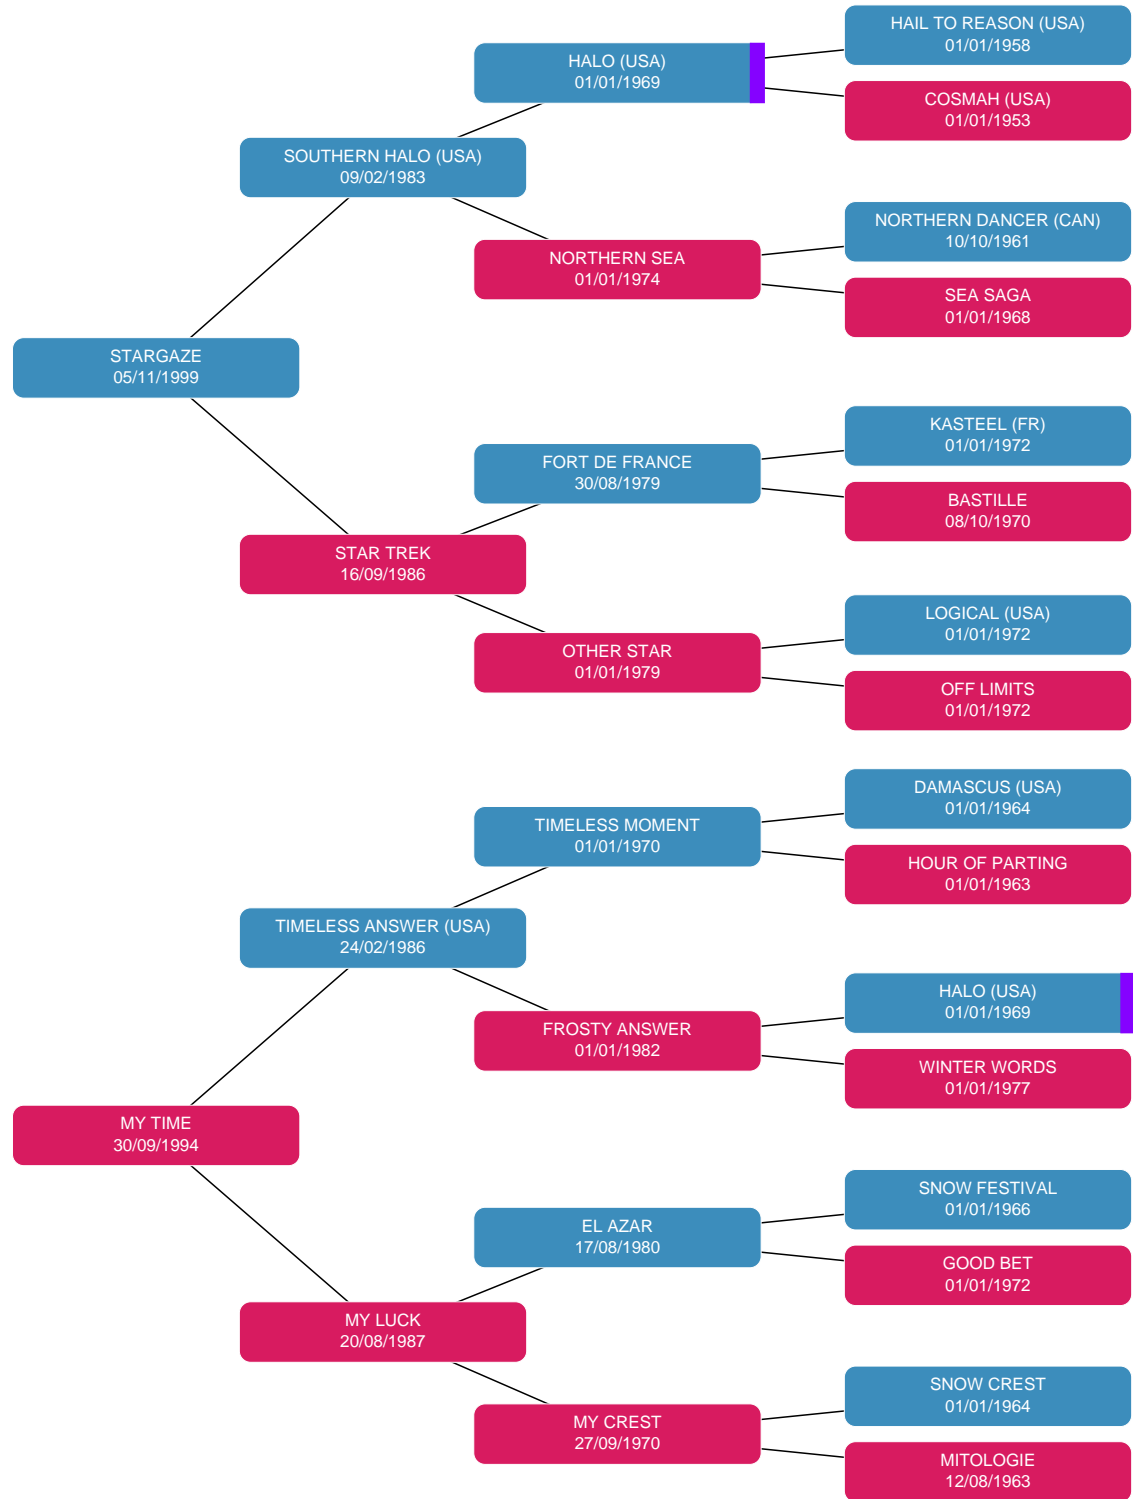 HAIL TO REASON (USA)
01/01/1958
HALO (USA)
01/01/1969
COSMAH (USA)
01/01/1953
SOUTHERN HALO (USA)
09/02/1983
NORTHERN DANCER (CAN)
10/10/1961
NORTHERN SEA
01/01/1974
SEA SAGA
01/01/1968
STARGAZE
05/11/1999
KASTEEL (FR)
01/01/1972
FORT DE FRANCE
30/08/1979
BASTILLE
08/10/1970
STAR TREK
16/09/1986
LOGICAL (USA)
01/01/1972
OTHER STAR
01/01/1979
OFF LIMITS
01/01/1972
DAMASCUS (USA)
01/01/1964
TIMELESS MOMENT
01/01/1970
HOUR OF PARTING
01/01/1963
TIMELESS ANSWER (USA)
24/02/1986
HALO (USA)
01/01/1969
FROSTY ANSWER
01/01/1982
WINTER WORDS
01/01/1977
MY TIME
30/09/1994
SNOW FESTIVAL
01/01/1966
EL AZAR
17/08/1980
GOOD BET
01/01/1972
MY LUCK
20/08/1987
SNOW CREST
01/01/1964
MY CREST
27/09/1970
MITOLOGIE
12/08/1963